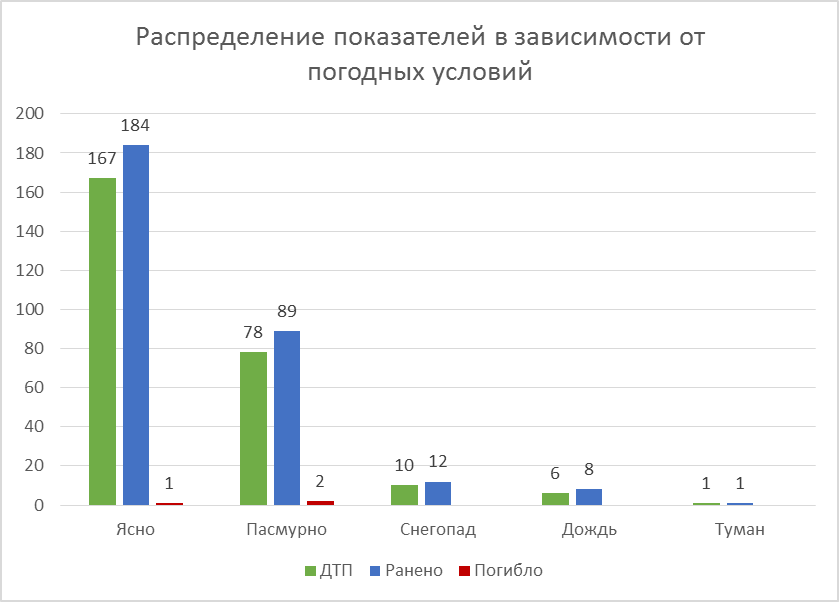 Распределение показателей в зависимости от
погодных условий
200
180
160
140
120
100
80
60
40
20
0
167
184
1
78
89
2
10
12
6
8
1
1
Ясно
Пасмурно
Снегопад
Дождь
Туман
ДТП
Ранено
Погибло